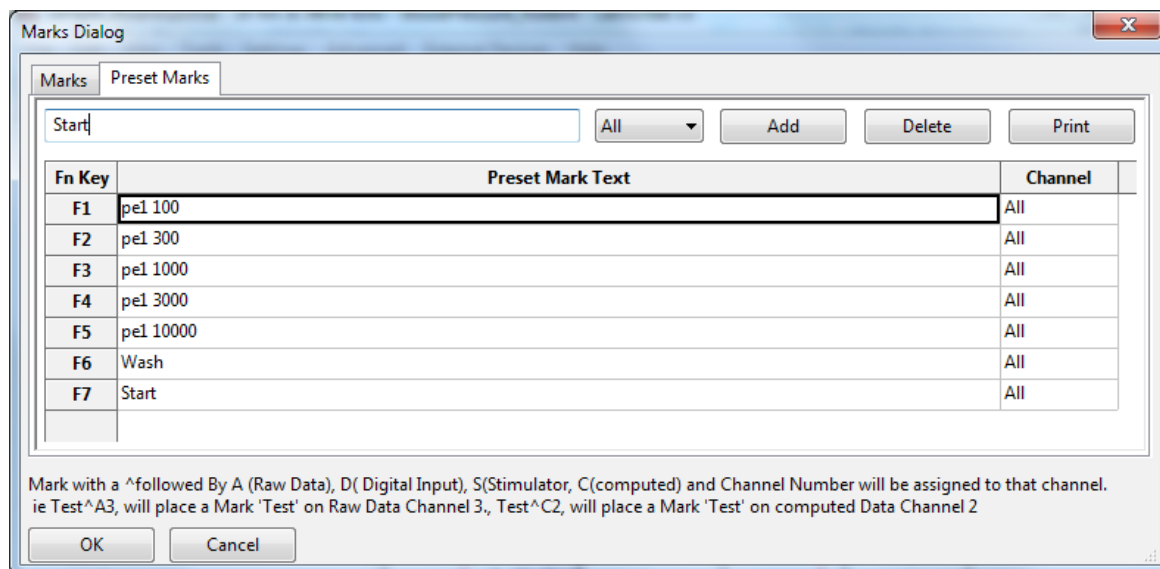 Marks Dialog
Marks Preset Marks
Start All Add Delete Print
Fn Key Preset Mark Text Channel
F1 pe1 100 All
F2 pe1 300 All
F3 pe1 1000 All
F4 pe1 3000 All
F5 pe1 10000 All
F6 Wash All
F7 Start All
Mark with a ^followed By A (Raw Data), D( Digital Input), S(Stimulator, C(computed) and Channel Number will be assigned to that channel.
ie Test^A3, will place a Mark 'Test' on Raw Data Channel 3., Test^C2, will place a Mark 'Test' on computed Data Channel 2
OK Cancel